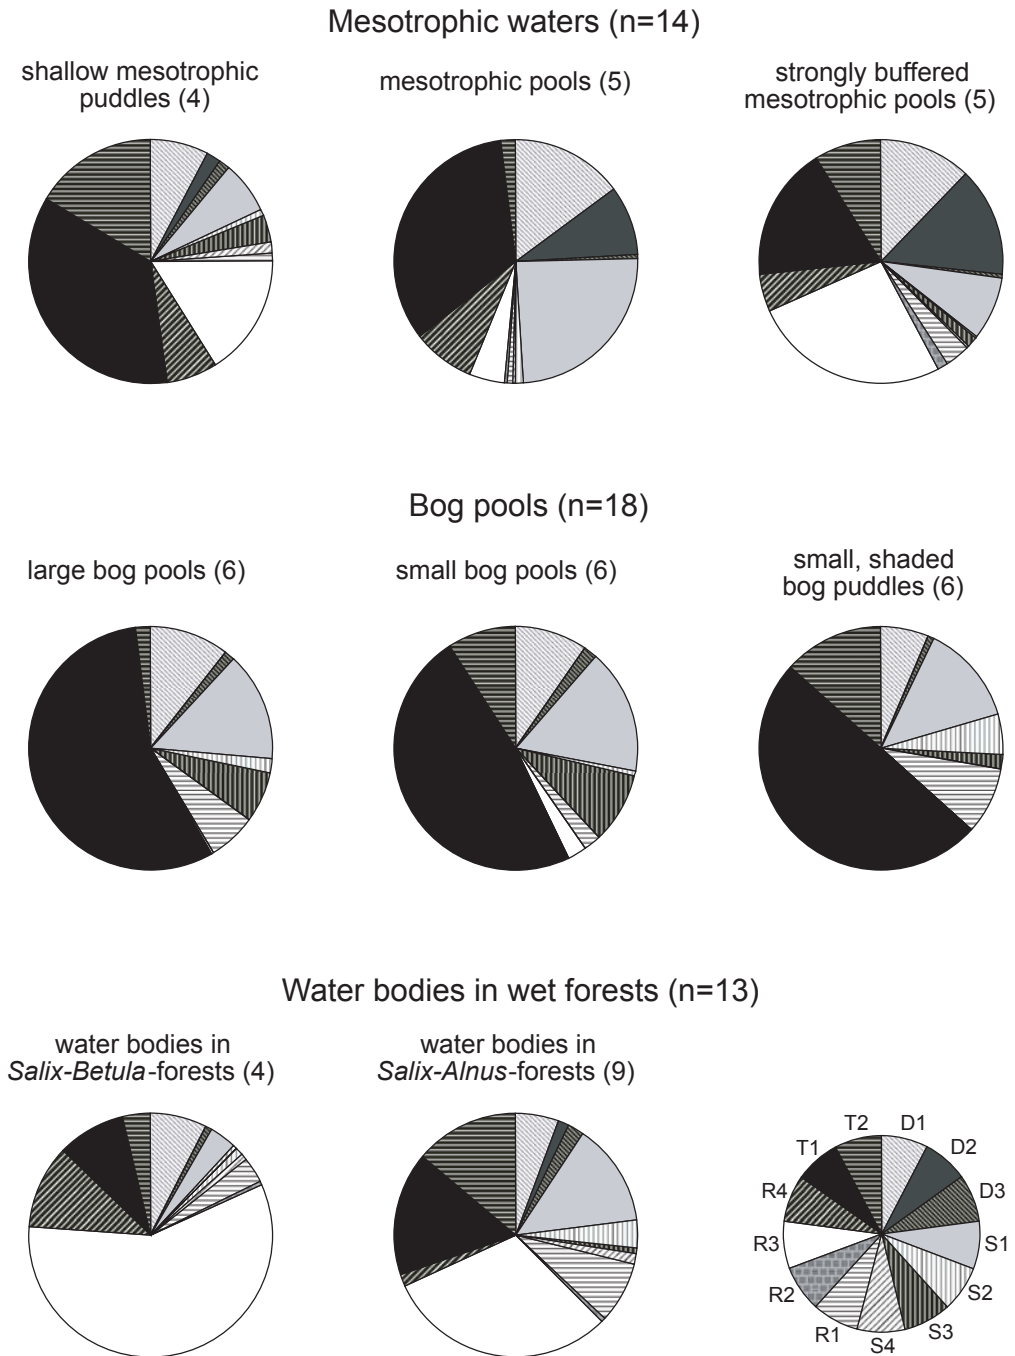 Mesotrophic waters (n=14)
shallow mesotrophic
puddles (4)
mesotrophic pools (5)
strongly buffered
mesotrophic pools (5)
Bog pools (n=18)
large bog pools (6)
small bog pools (6)
small, shaded
bog puddles (6)
Water bodies in wet forests (n=13)
water bodies in
Salix-Betula-forests (4)
water bodies in
Salix-Alnus-forests (9)
D1
D2
D3
S1
S2
S3
S4
R1
R2
R3
R4
T1
T2